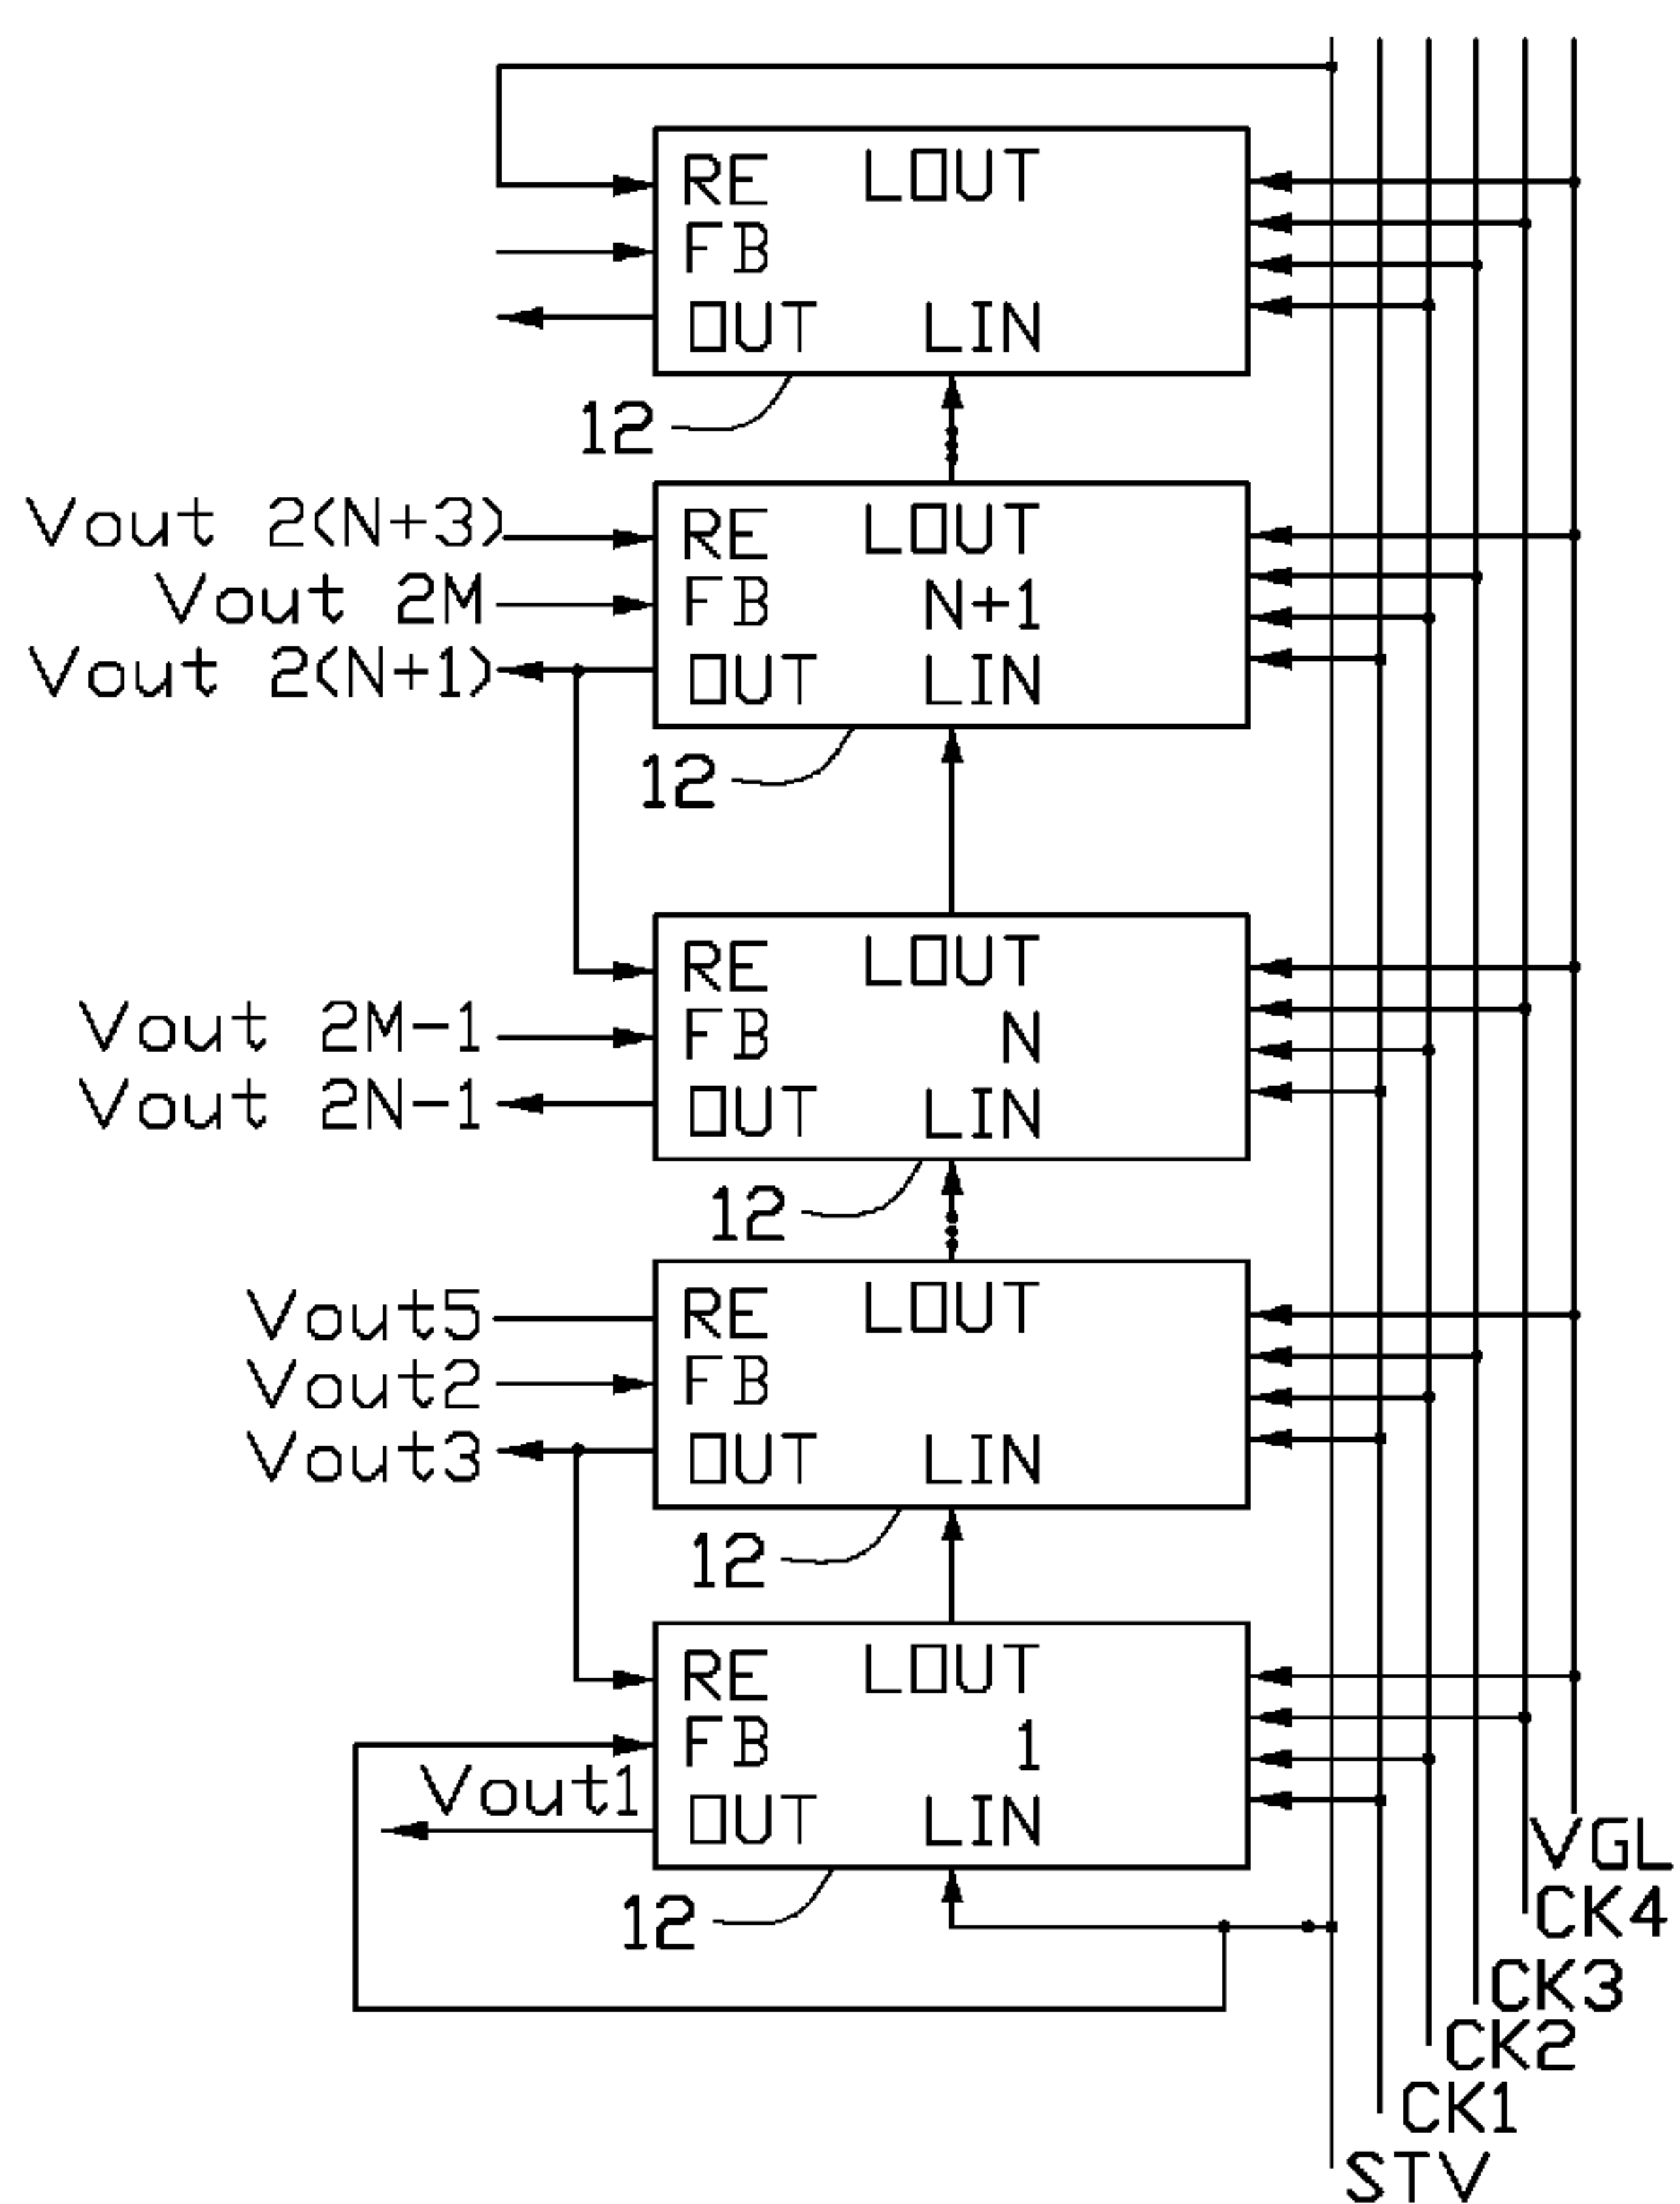 RE LOUT
FB
OUT LIN
12
Vout 2(N+3) RE LOUT
Vout 2M FB N+1
Vout 2(N+1) OUT LIN
12
RE LOUT
Vout 2M-1 FB N
Vout 2N-1 OUT LIN
12
Vout5 RE LOUT
Vout2 FB
Vout3 OUT LIN
12
RE LOUT
FB 1
Vout1 OUT LIN
12
VGL
CK4
CK3
CK2
CK1
STV